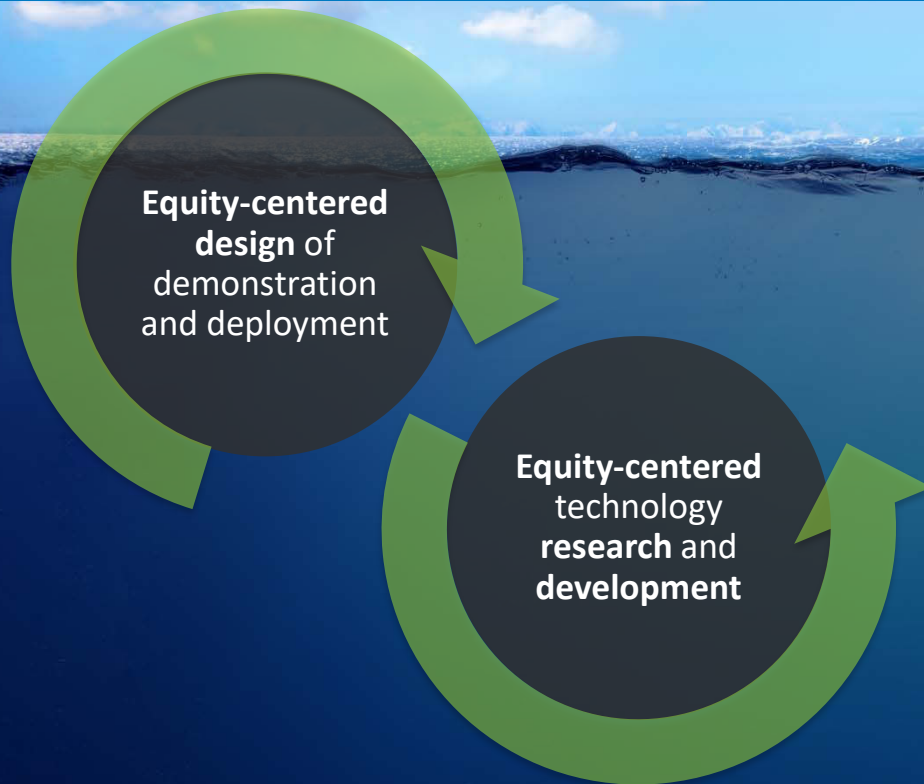 Equity-centered
design of
demonstration
and deployment
Equity-centered
technology
research and
development